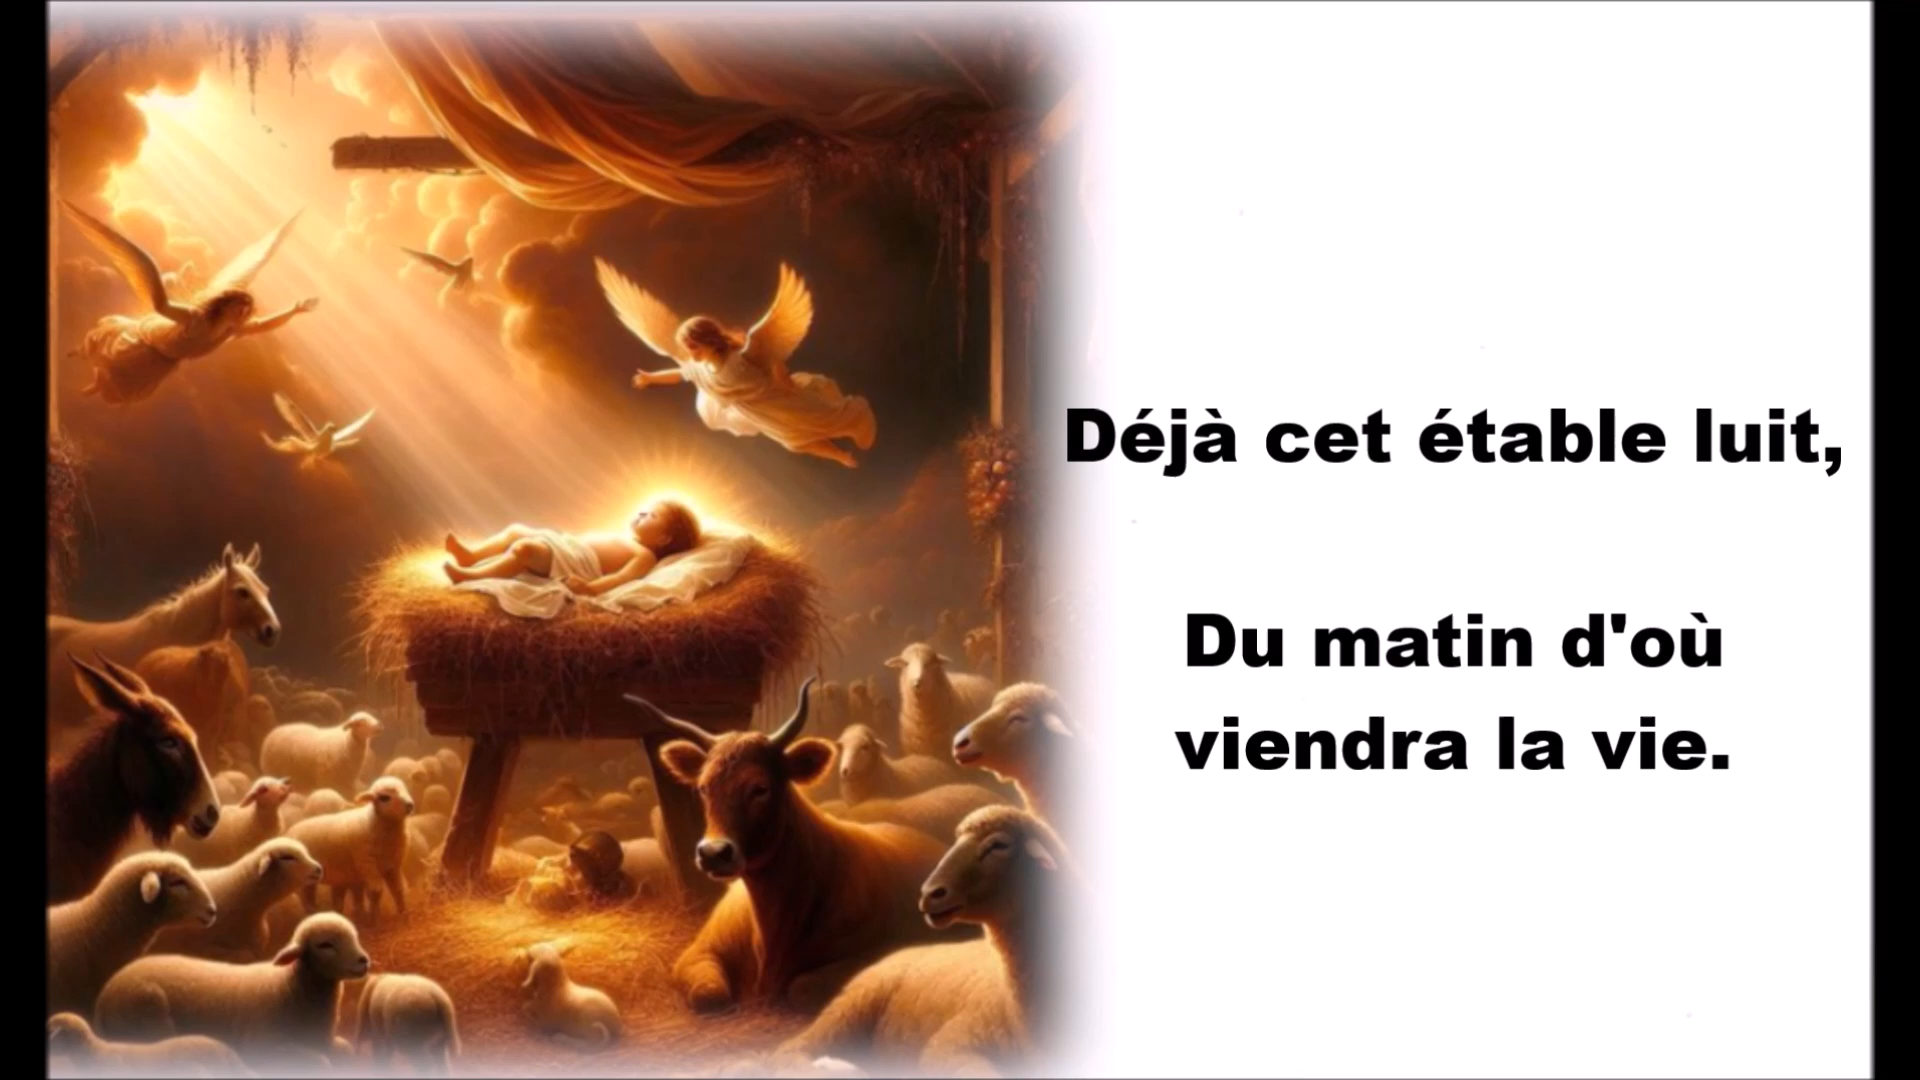 Déjà cet étable luit,
Du matin d'où
viendra la vie.